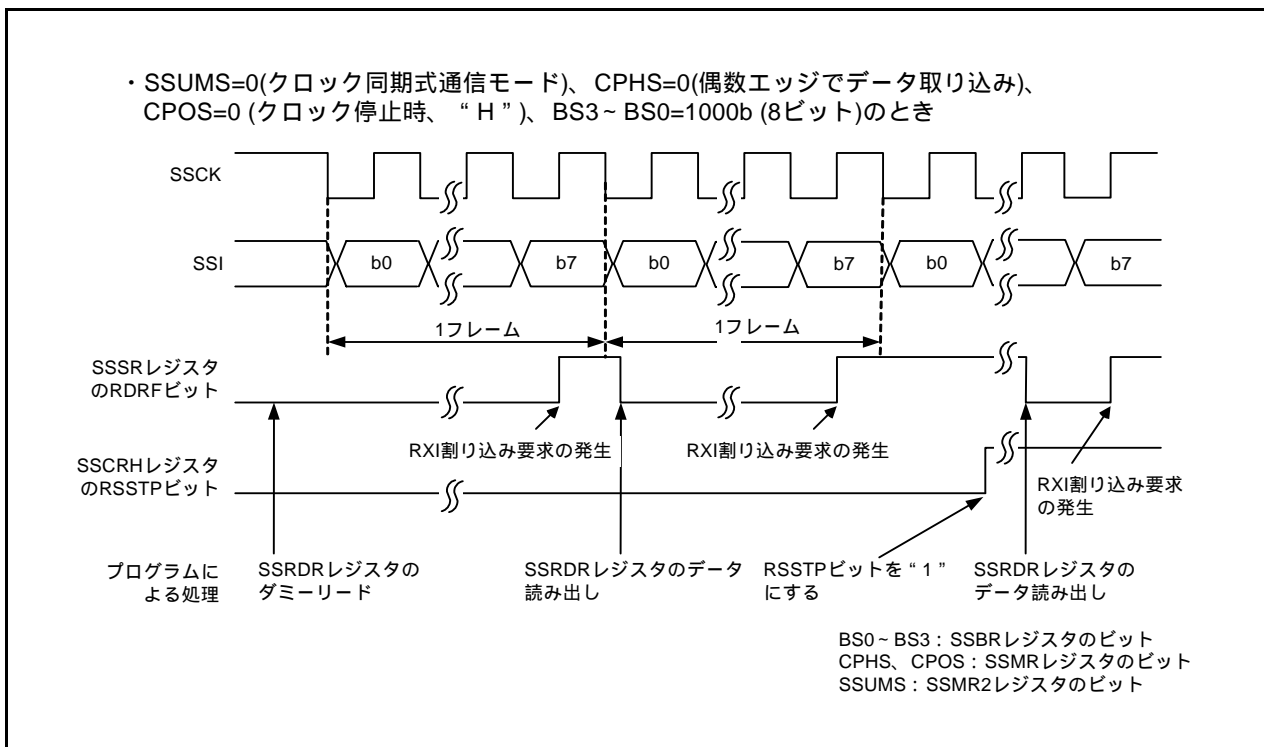 ・SSUMS=0(クロック同期式通信モード)、CPHS=0(偶数エッジでデータ取り込み)、
CPOS=0 (クロック停止時、“H”)、BS3~BS0=1000b (8ビット)のとき
SSCK
SSI
b0
b7
b0
b7
b0
b7
1フレーム
1フレーム
SSSRレジスタ
のRDRFビット
RXI割り込み要求の発生
RXI割り込み要求の発生
SSCRHレジスタ
のRSSTPビット
RXI割り込み要求
の発生
プログラムに
よる処理
SSRDRレジスタの
ダミーリード
SSRDRレジスタのデータ
読み出し
RSSTPビットを“1”
にする
SSRDRレジスタの
データ読み出し
BS0~BS3:SSBRレジスタのビット
CPHS、CPOS:SSMRレジスタのビット
SSUMS:SSMR2レジスタのビット